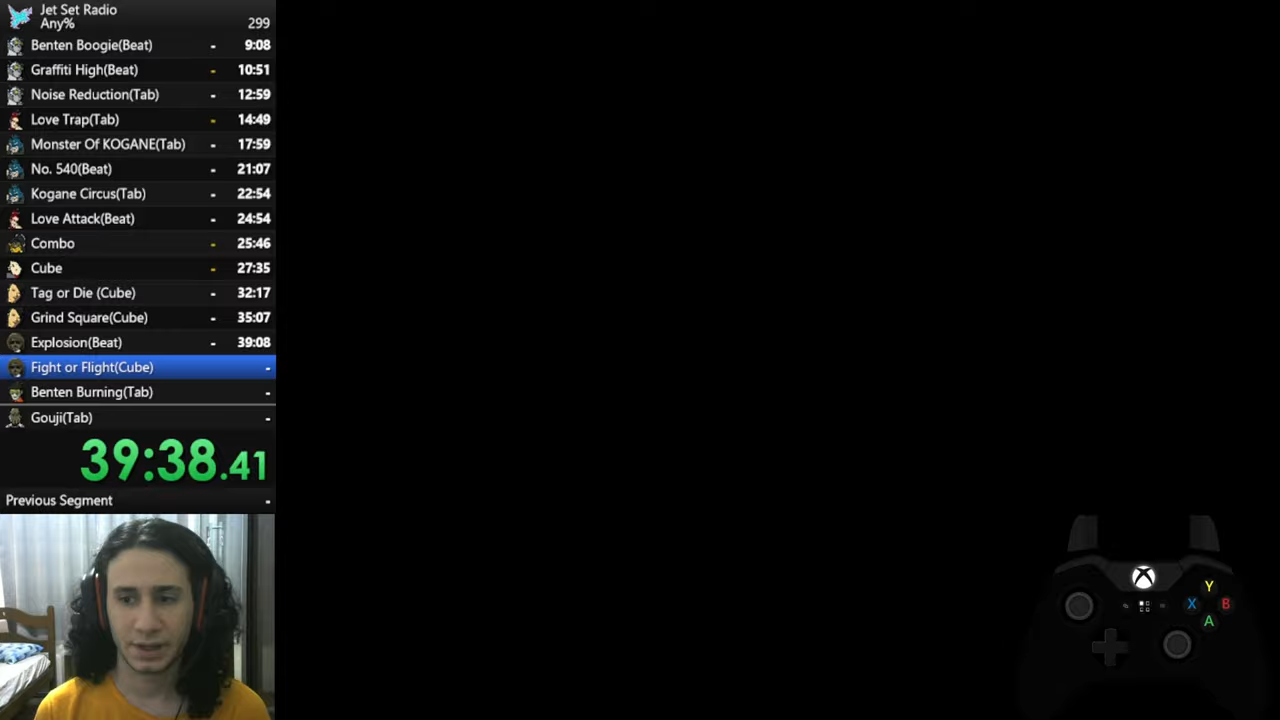 Jet Set Radio
Any% 299
Benten Boogie(Beat) - 9:08
Graffiti High(Beat) - 10:51
Noise Reduction(Tab) - 12:59
Love Trap(Tab) - 14:49
Monster Of KOGANE(Tab) - 17:59
No. 540(Beat) - 21:07
Kogane Circus(Tab) - 22:54
Love Attack(Beat) - 24:54
Combo - 25:46
Cube - 27:35
Tag or Die (Cube) - 32:17
Grind Square(Cube) - 35:07
Explosion(Beat) - 39:08
Fight or Flight(Cube) -
Benten Burning(Tab) -
Gouji(Tab) -
39:38.41
Previous Segment -
Y
X B
A